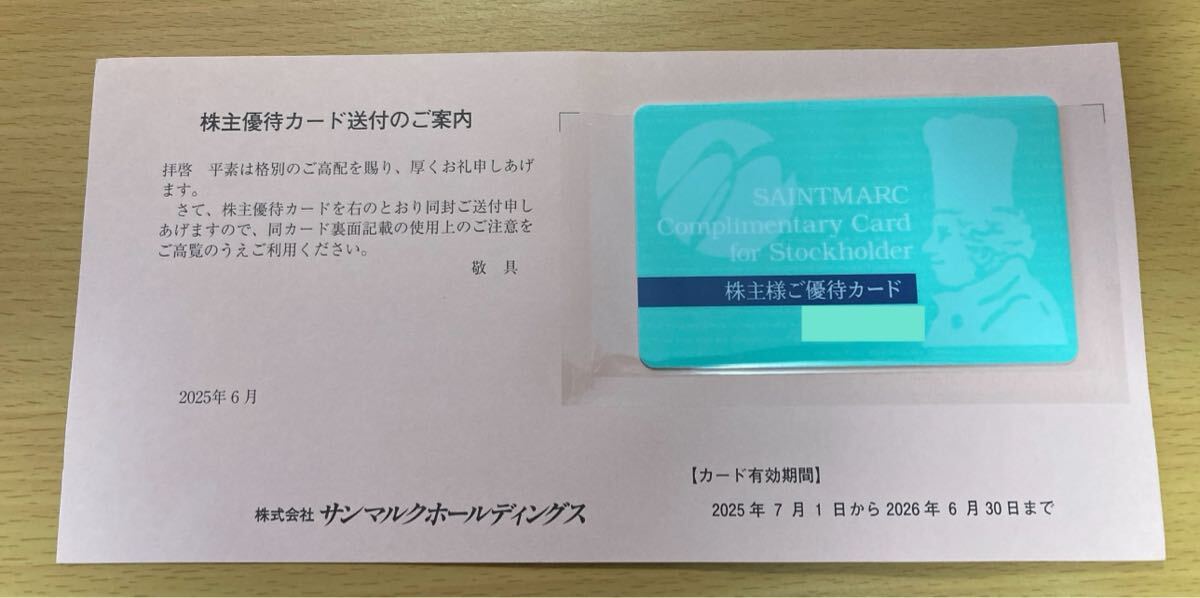 株主優待カード送付のご案内
拝啓　平素は格別のご高配を賜り、厚くお礼申しあげ
ます。
　さて、株主優待カードを右のとおり同封ご送付申し
あげますので、同カード裏面記載の使用上のご注意を
ご高覧のうえご利用ください。
敬　具
2025年 6 月
株式会社 サンマルクホールディングス
SAINTMARC
Complimentary Card
for Stockholder
株主様ご優待カード
【カード有効期間】
2025 年 7 月 1 日から 2026 年 6 月 30 日まで